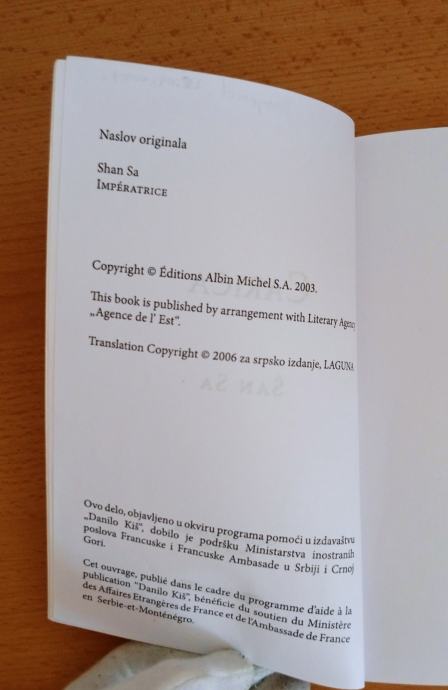 Naslov originala
Shan Sa
IMPÉRATRICE
Copyright © Éditions Albin Michel S.A. 2003.
This book is published by arrangement with Literary Agency
„Agence de l' Est“.
Translation Copyright © 2006 za srpsko izdanje, LAGUNA
Ovo delo, objavljeno u okviru programa pomoći u izdavaštvu
„Danilo Kiš“, dobilo je podršku Ministarstva inostranih
poslova Francuske i Francuske Ambasade u Srbiji i Crnoj
Gori.
Cet ouvrage, publié dans le cadre du programme d'aide à la
publication “Danilo Kiš”, bénéficie du soutien du Ministère
des Affaires Etrangères de France et de l'Ambassade de France
en Serbie-et-Monténégro.